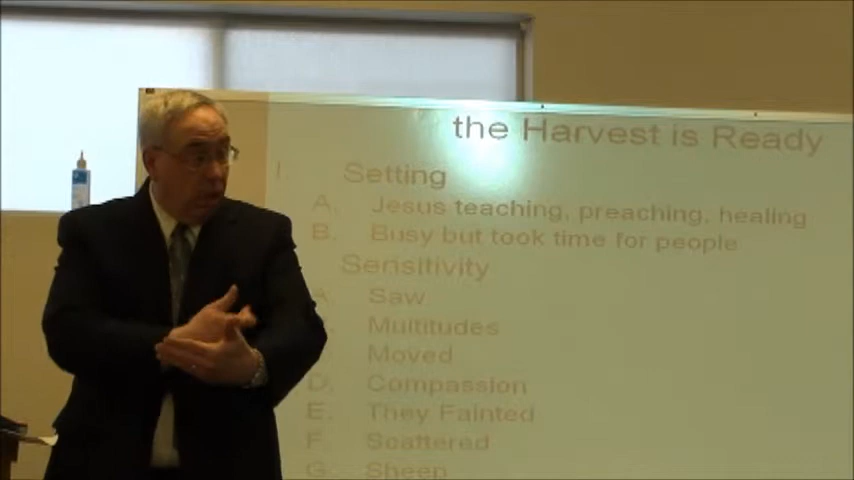 the Harvest is Ready
I. Setting
A. Jesus teaching, preaching, healing
B. Busy but took time for people
Sensitivity
A. Saw
Multitudes
Moved
D. Compassion
E. They Fainted
F. Scattered
G. Sheep